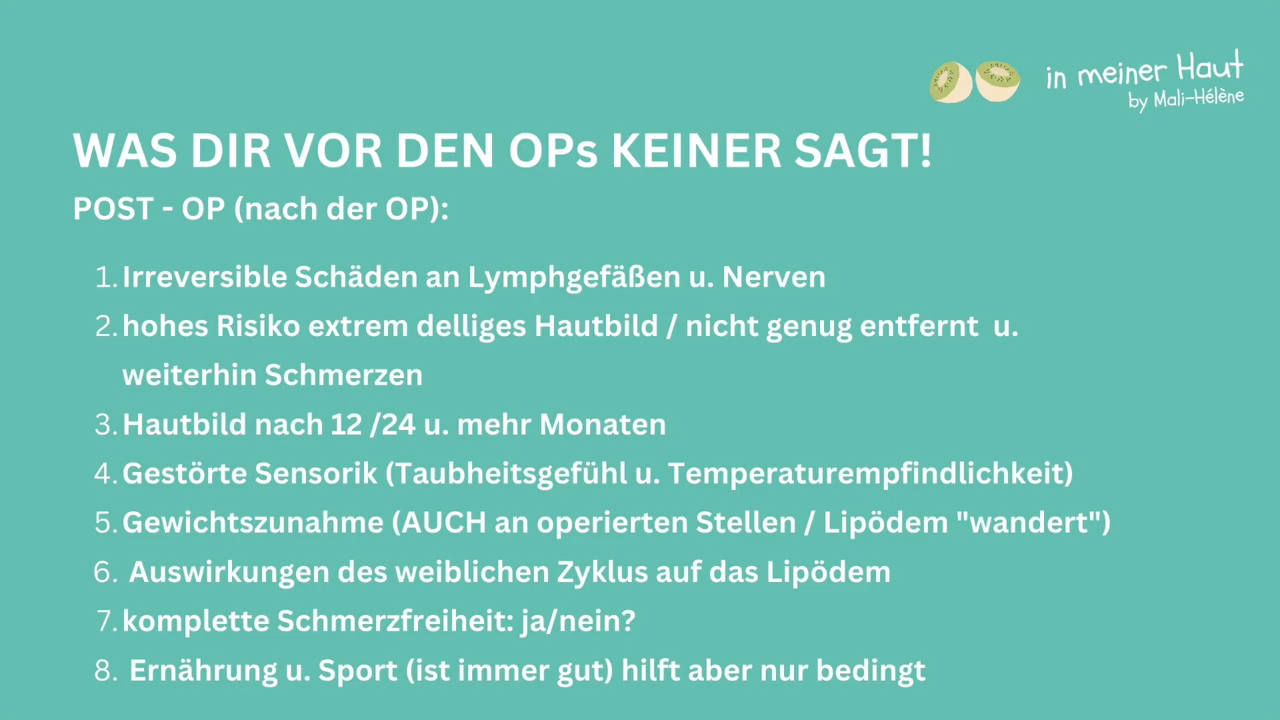 in meiner Haut
by Mali-Hélène
WAS DIR VOR DEN OPs KEINER SAGT!
POST - OP (nach der OP):
1. Irreversible Schäden an Lymphgefäßen u. Nerven
2. hohes Risiko extrem delliges Hautbild / nicht genug entfernt u.
weiterhin Schmerzen
3. Hautbild nach 12 /24 u. mehr Monaten
4. Gestörte Sensorik (Taubheitsgefühl u. Temperaturempfindlichkeit)
5. Gewichtszunahme (AUCH an operierten Stellen / Lipödem "wandert")
6. Auswirkungen des weiblichen Zyklus auf das Lipödem
7. komplette Schmerzfreiheit: ja/nein?
8. Ernährung u. Sport (ist immer gut) hilft aber nur bedingt